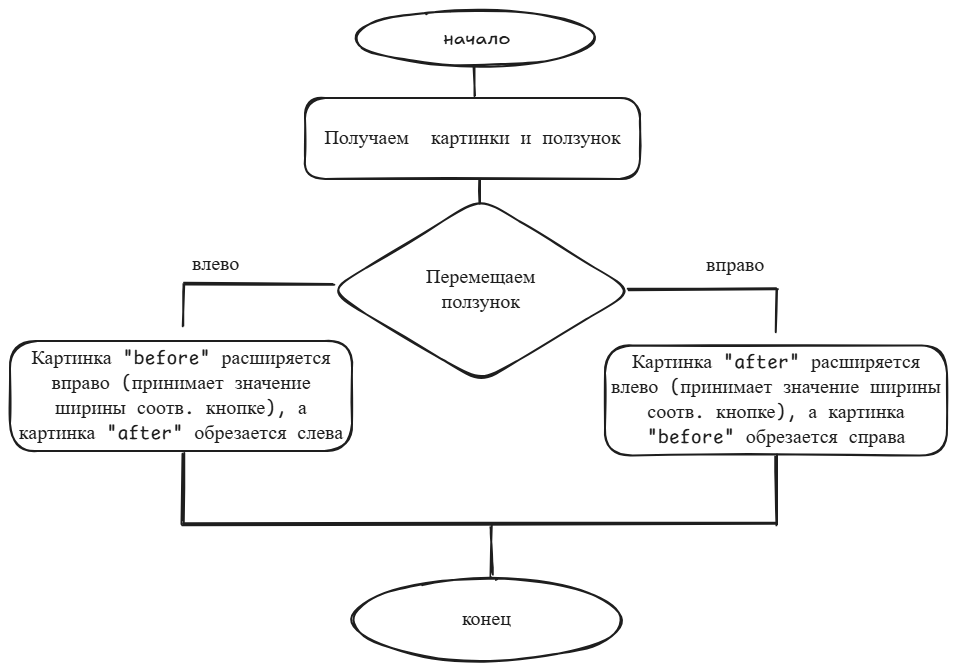 начало
Получаем картинки и ползунок
влево
Перемещаем
ползунок
вправо
Картинка "before" расширяется
вправо (принимает значение
ширины соотв. кнопке), а
картинка "after" обрезается слева
Картинка "after" расширяется
влево (принимает значение ширины
соотв. кнопке), а картинка
"before" обрезается справа
конец